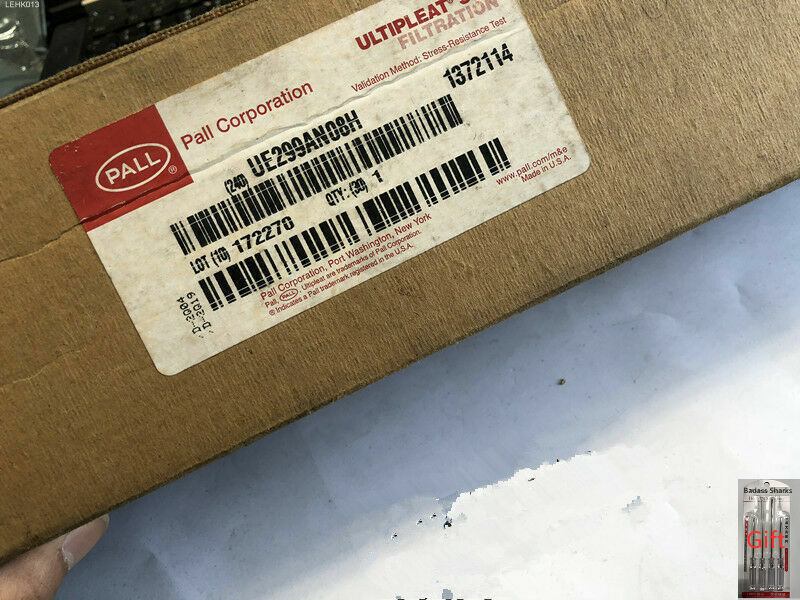 LEHK013
ULTIPLEAT®
FILTRATION
Validation Method: Stress-Resistance Test
1372114
PALL ®
Pall Corporation
(240) UE299AN08H
QTY: (30) 1
LOT (10) 172270
www.pall.com/m&e
Made in U.S.A.
Pall Corporation, Port Washington, New York
Pall, PALL, Ultipleat are trademarks of Pall Corporation.
® Indicates a Pall trademark registered in the U.S.A.
D-2004
D-2019
Badass Sharks
Gift